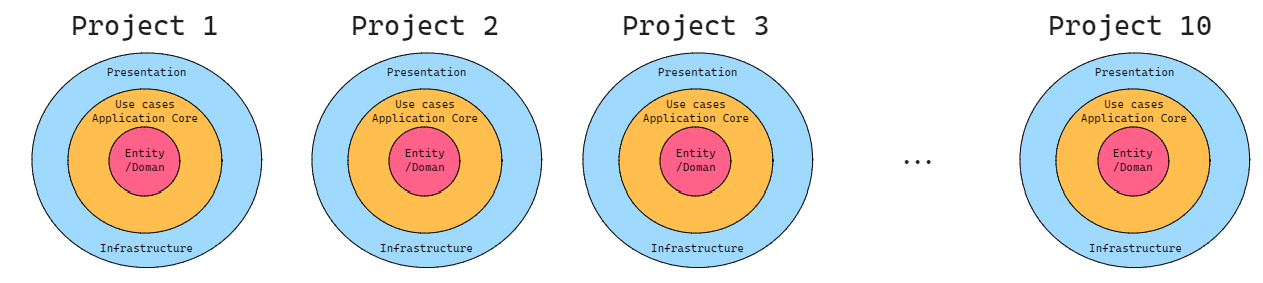 Project 1
Presentation
Use cases
Application Core
Entity
/Doman
Infrastructure
Project 2
Presentation
Use cases
Application Core
Entity
/Doman
Infrastructure
Project 3
Presentation
Use cases
Application Core
Entity
/Doman
Infrastructure
...
Project 10
Presentation
Use cases
Application Core
Entity
/Doman
Infrastructure